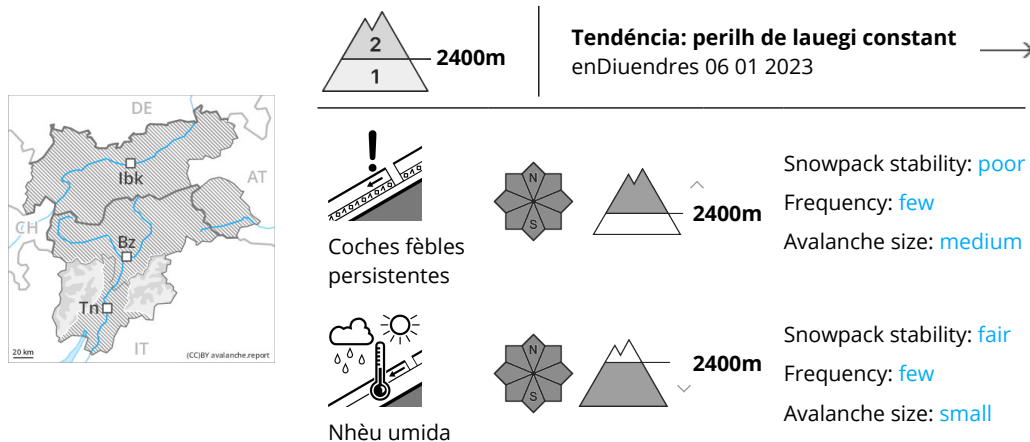 2
1
2400m
Tendéncia: perilh de lauegi constant
enDiuendres 06 01 2023
DE
Ibk
AT
CH
Bz
Tn
IT
20 km
(CC)BY avalanche.report
N
S
2400m
Snowpack stability: poor
Frequency: few
Avalanche size: medium
Coches fèbles
persistentes
N
S
2400m
Snowpack stability: fair
Frequency: few
Avalanche size: small
Nhèu umida